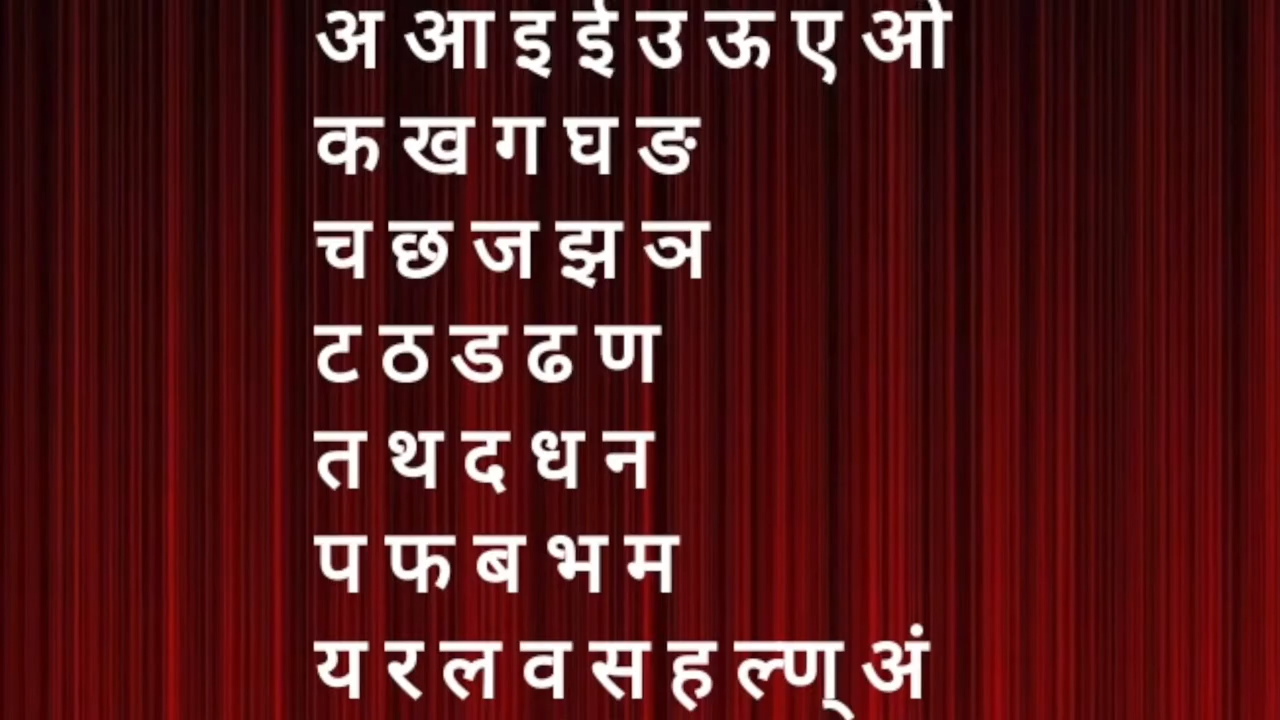 अ आ इ ई उ ऊ ए ओ
क ख ग घ ङ
च छ ज झ ञ
ट ठ ड ढ ण
त थ द ध न
प फ ब भ म
य र ल व स ह ल्ण् अं